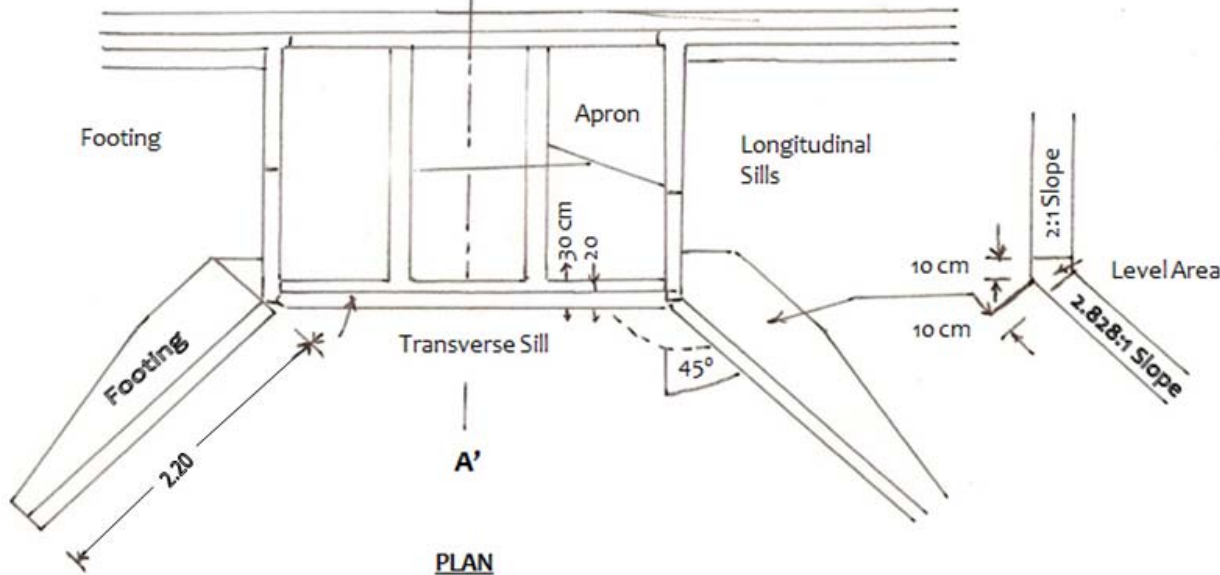 Footing
Apron
Longitudinal
Sills
2:1 Slope
30 cm
20
10 cm
Level Area
10 cm
2.828:1 Slope
Footing
Transverse Sill
45°
2.20
A'
PLAN